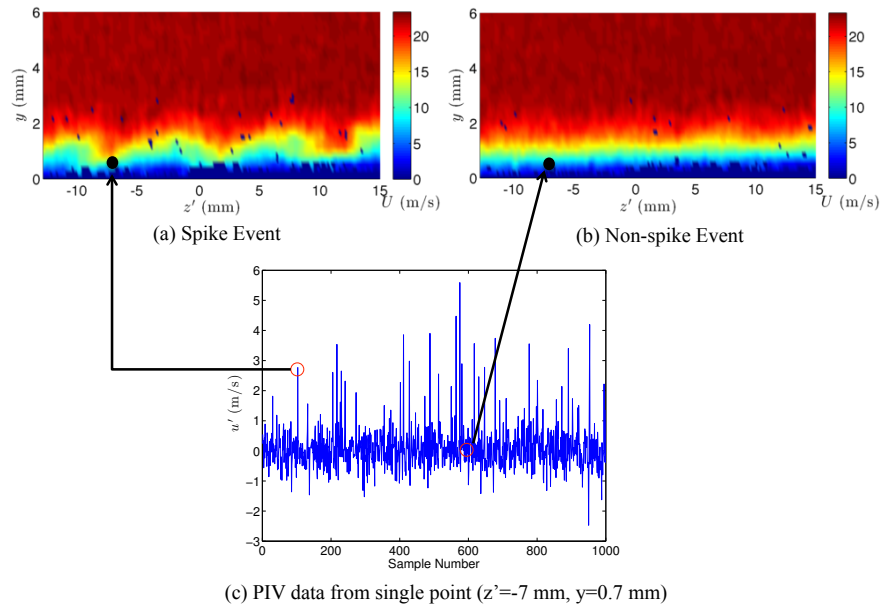 6
4
2
0
y (mm)
-10 -5 0 5 10 15
z′ (mm)
20
15
10
5
0
U (m/s)
(a) Spike Event
6
4
2
0
y (mm)
-10 -5 0 5 10 15
z′ (mm)
20
15
10
5
0
U (m/s)
(b) Non-spike Event
6
5
4
3
2
1
0
-1
-2
-3
u′ (m/s)
0 200 400 600 800 1000
Sample Number
(c) PIV data from single point (z'=-7 mm, y=0.7 mm)